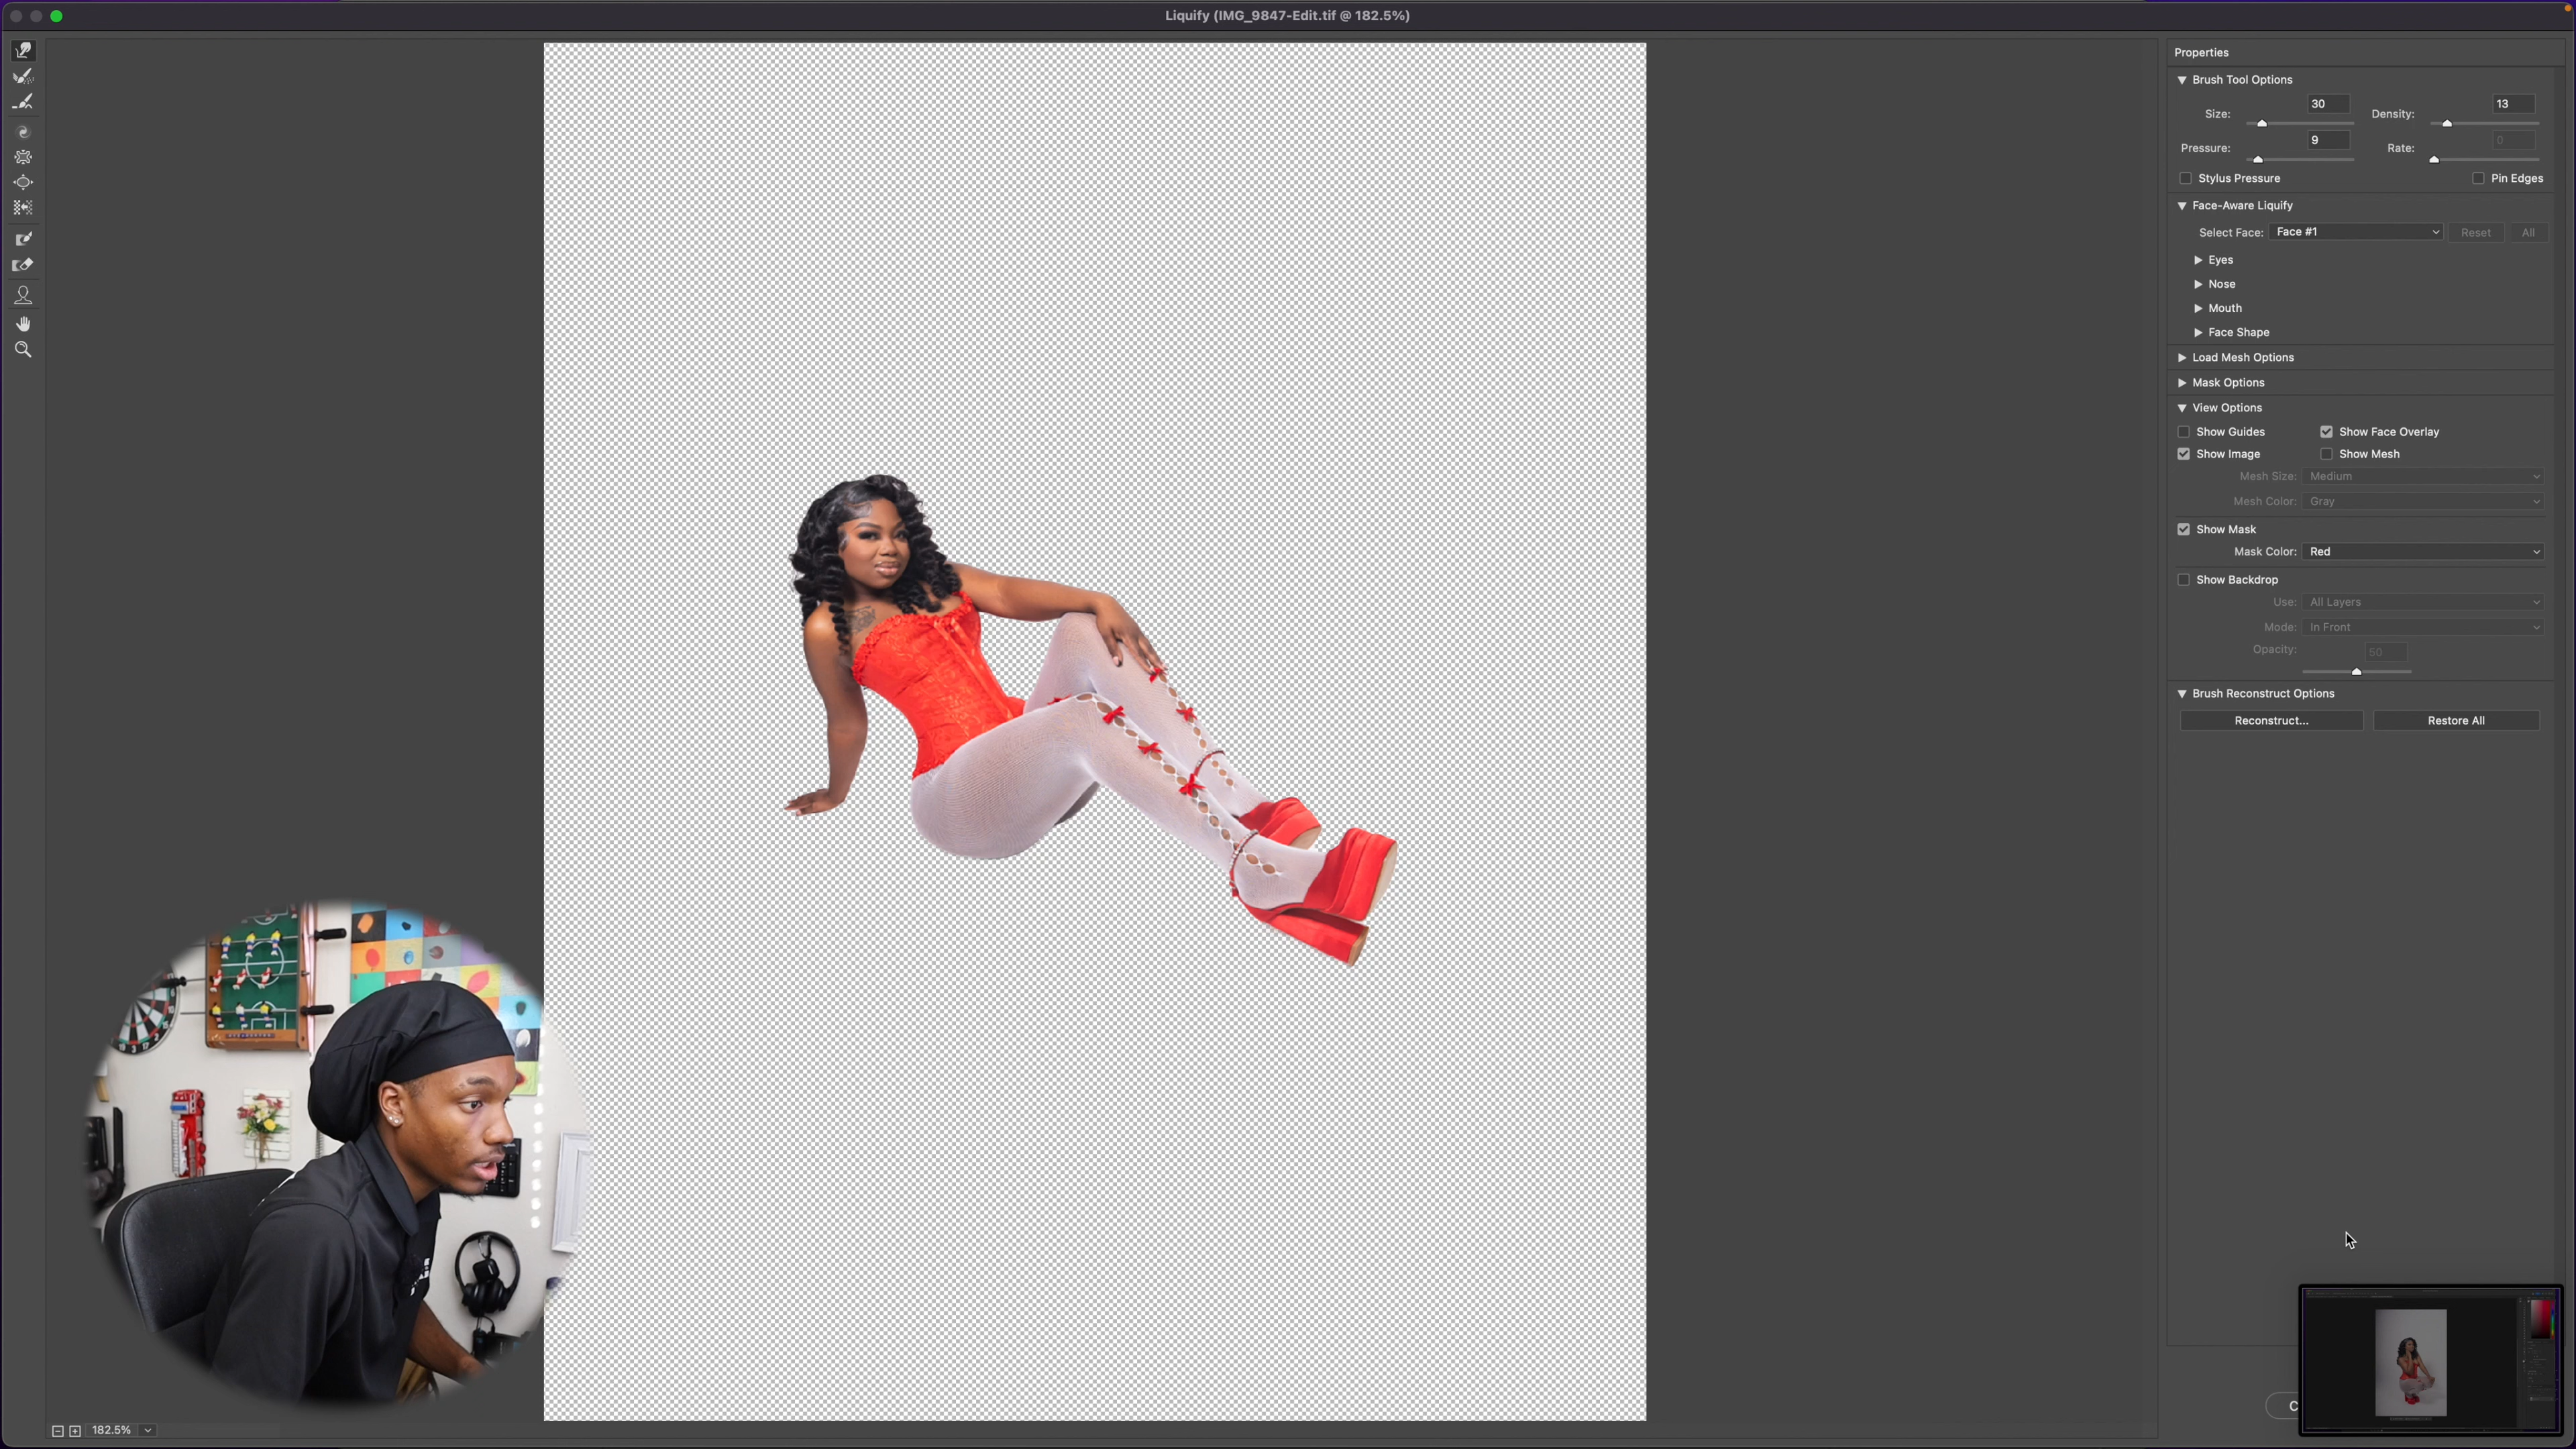 Liquify (IMG_9847-Edit.tif @ 182.5%)
Properties
Brush Tool Options
Size: 30 Density: 13
Pressure: 9 Rate: 0
Stylus Pressure Pin Edges
Face-Aware Liquify
Select Face: Face #1 Reset All
Eyes
Nose
Mouth
Face Shape
Load Mesh Options
Mask Options
View Options
Show Guides Show Face Overlay
Show Image Show Mesh
Mesh Size: Medium
Mesh Color: Gray
Show Mask
Mask Color: Red
Show Backdrop
Use: All Layers
Mode: In Front
Opacity: 50
Brush Reconstruct Options
Reconstruct... Restore All
182.5%